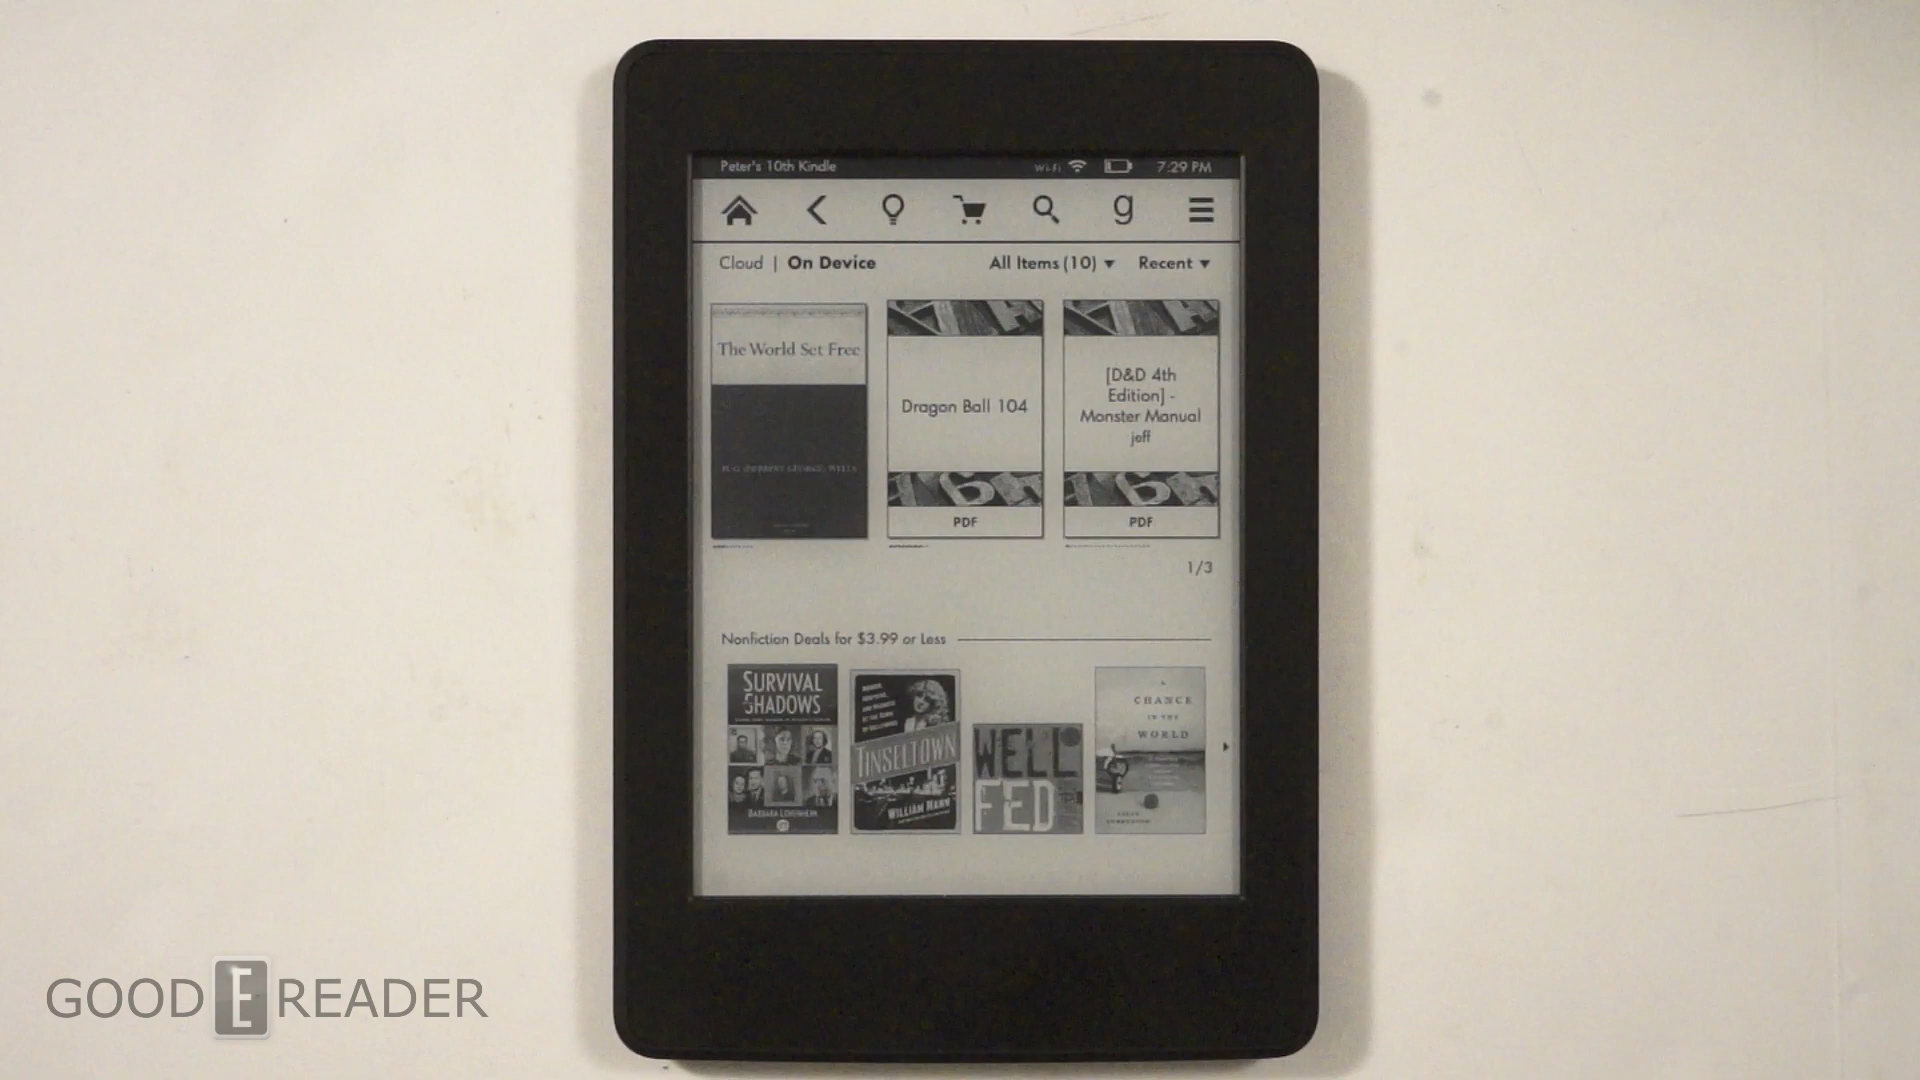 Peter's 10th Kindle Wi-Fi 7:29 PM
g
Cloud | On Device All Items (10) ▾ Recent ▾
The World Set Free
Dragon Ball 104
PDF
[D&D 4th
Edition] -
Monster Manual
jeff
PDF
1/3
Nonfiction Deals for $3.99 or Less
SURVIVAL
SHADOWS
BARBARA LOVENHEIM
TINSELTOWN
WILLIAM MANN
WELL
FED
A
CHANCE
IN THE
WORLD
GOOD E READER